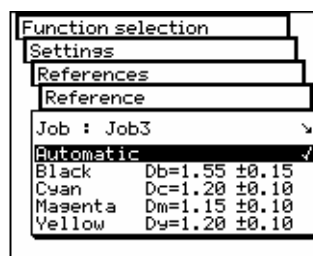 Function selection
Settings
References
Reference
Job : Job3
Automatic ✓
Black Db=1.55 ±0.15
Cyan Dc=1.20 ±0.10
Magenta Dm=1.15 ±0.10
Yellow Dy=1.20 ±0.10